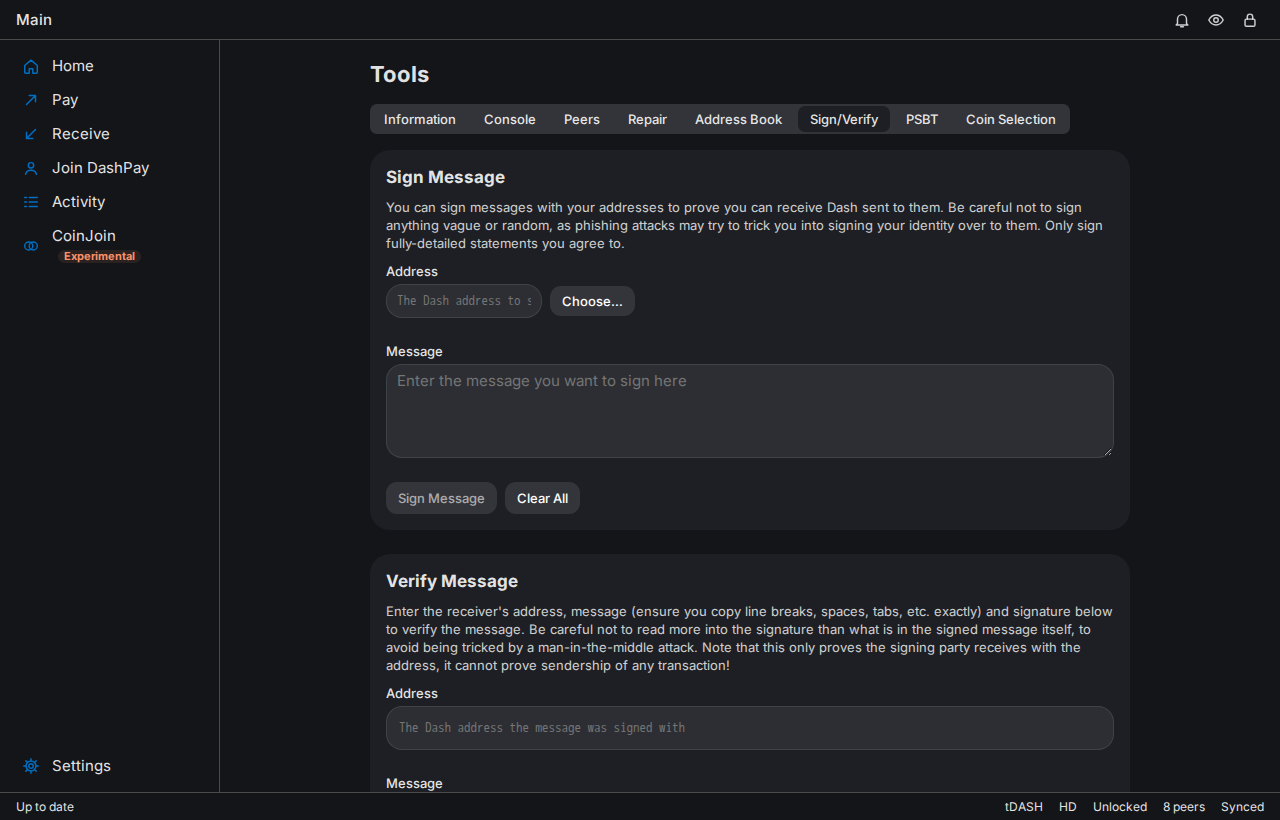 Main
Home
Pay
Receive
Join DashPay
Activity
CoinJoin
Experimental
Settings
Tools
Information Console Peers Repair Address Book Sign/Verify PSBT Coin Selection
Sign Message
You can sign messages with your addresses to prove you can receive Dash sent to them. Be careful not to sign
anything vague or random, as phishing attacks may try to trick you into signing your identity over to them. Only sign
fully-detailed statements you agree to.
Address
The Dash address to s
Choose...
Message
Enter the message you want to sign here
Sign Message Clear All
Verify Message
Enter the receiver's address, message (ensure you copy line breaks, spaces, tabs, etc. exactly) and signature below
to verify the message. Be careful not to read more into the signature than what is in the signed message itself, to
avoid being tricked by a man-in-the-middle attack. Note that this only proves the signing party receives with the
address, it cannot prove sendership of any transaction!
Address
The Dash address the message was signed with
Message
Up to date
tDASH HD Unlocked 8 peers Synced